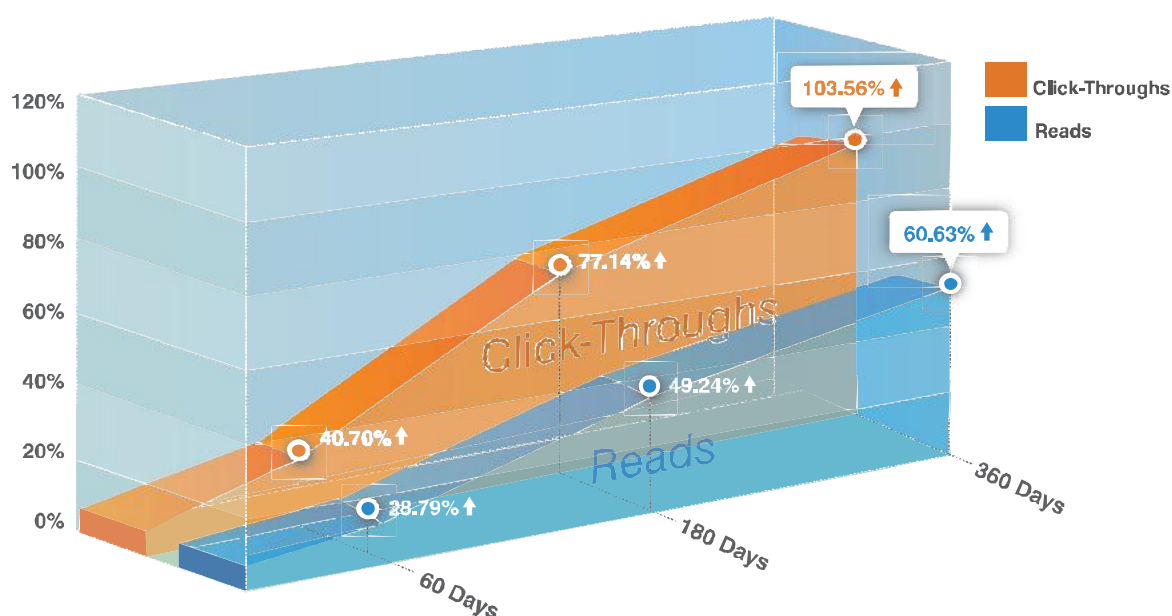 120%
100%
80%
60%
40%
20%
0%
103.56% ↑
Click-Throughs
Reads
60.63% ↑
77.14% ↑
Click-Throughs
49.24% ↑
40.70% ↑
Reads
28.79% ↑
360 Days
180 Days
60 Days